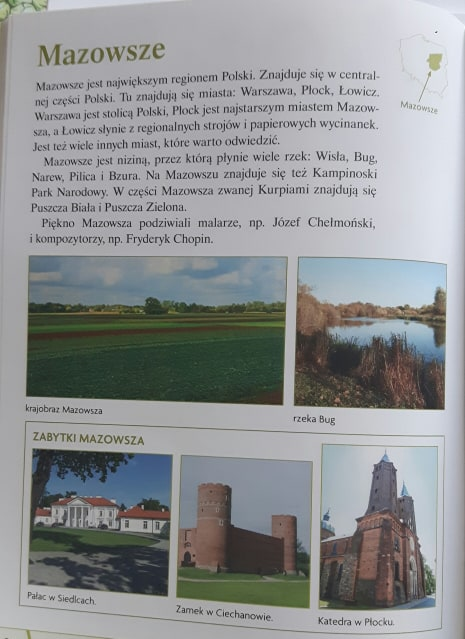 Mazowsze
Mazowsze
Mazowsze jest największym regionem Polski. Znajduje się w central-
nej części Polski. Tu znajdują się miasta: Warszawa, Płock, Łowicz.
Warszawa jest stolicą Polski, Płock jest najstarszym miastem Mazow-
sza, a Łowicz słynie z regionalnych strojów i papierowych wycinanek.
Jest też wiele innych miast, które warto odwiedzić.
Mazowsze jest niziną, przez którą płynie wiele rzek: Wisła, Bug,
Narew, Pilica i Bzura. Na Mazowszu znajduje się też Kampinoski
Park Narodowy. W części Mazowsza zwanej Kurpiami znajdują się
Puszcza Biała i Puszcza Zielona.
Piękno Mazowsza podziwiali malarze, np. Józef Chełmoński,
i kompozytorzy, np. Fryderyk Chopin.
krajobraz Mazowsza
rzeka Bug
ZABYTKI MAZOWSZA
Pałac w Siedlcach.
Zamek w Ciechanowie.
Katedra w Płocku.